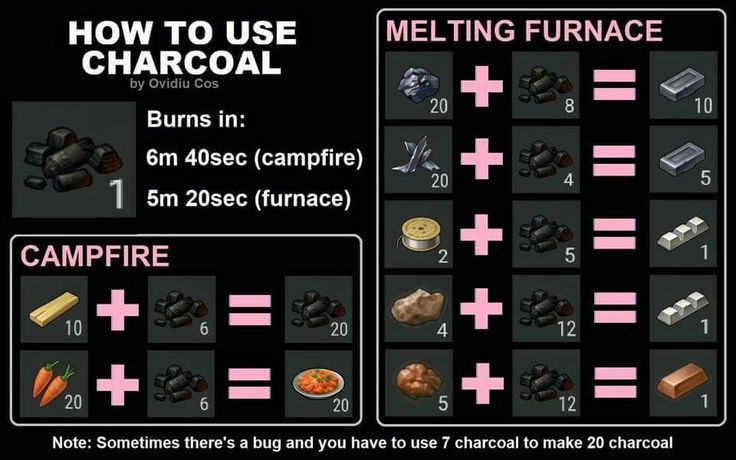 HOW TO USE
CHARCOAL
by Ovidiu Cos
1
Burns in:
6m 40sec (campfire)
5m 20sec (furnace)
CAMPFIRE
10 + 6 = 20
20 + 6 = 20
MELTING FURNACE
20 + 8 = 10
20 + 4 = 5
2 + 5 = 1
4 + 12 = 1
5 + 12 = 1
Note: Sometimes there's a bug and you have to use 7 charcoal to make 20 charcoal